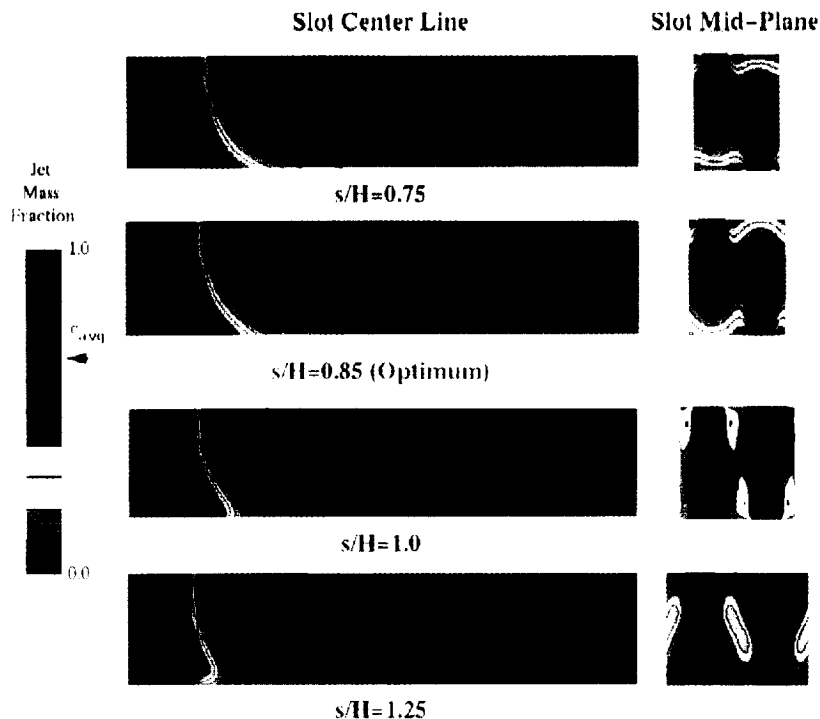 Slot Center Line
Slot Mid-Plane
s/H=0.75
Jet
Mass
Fraction
1.0
s/H=0.85 (Optimum)
s/H=1.0
0.0
s/H=1.25